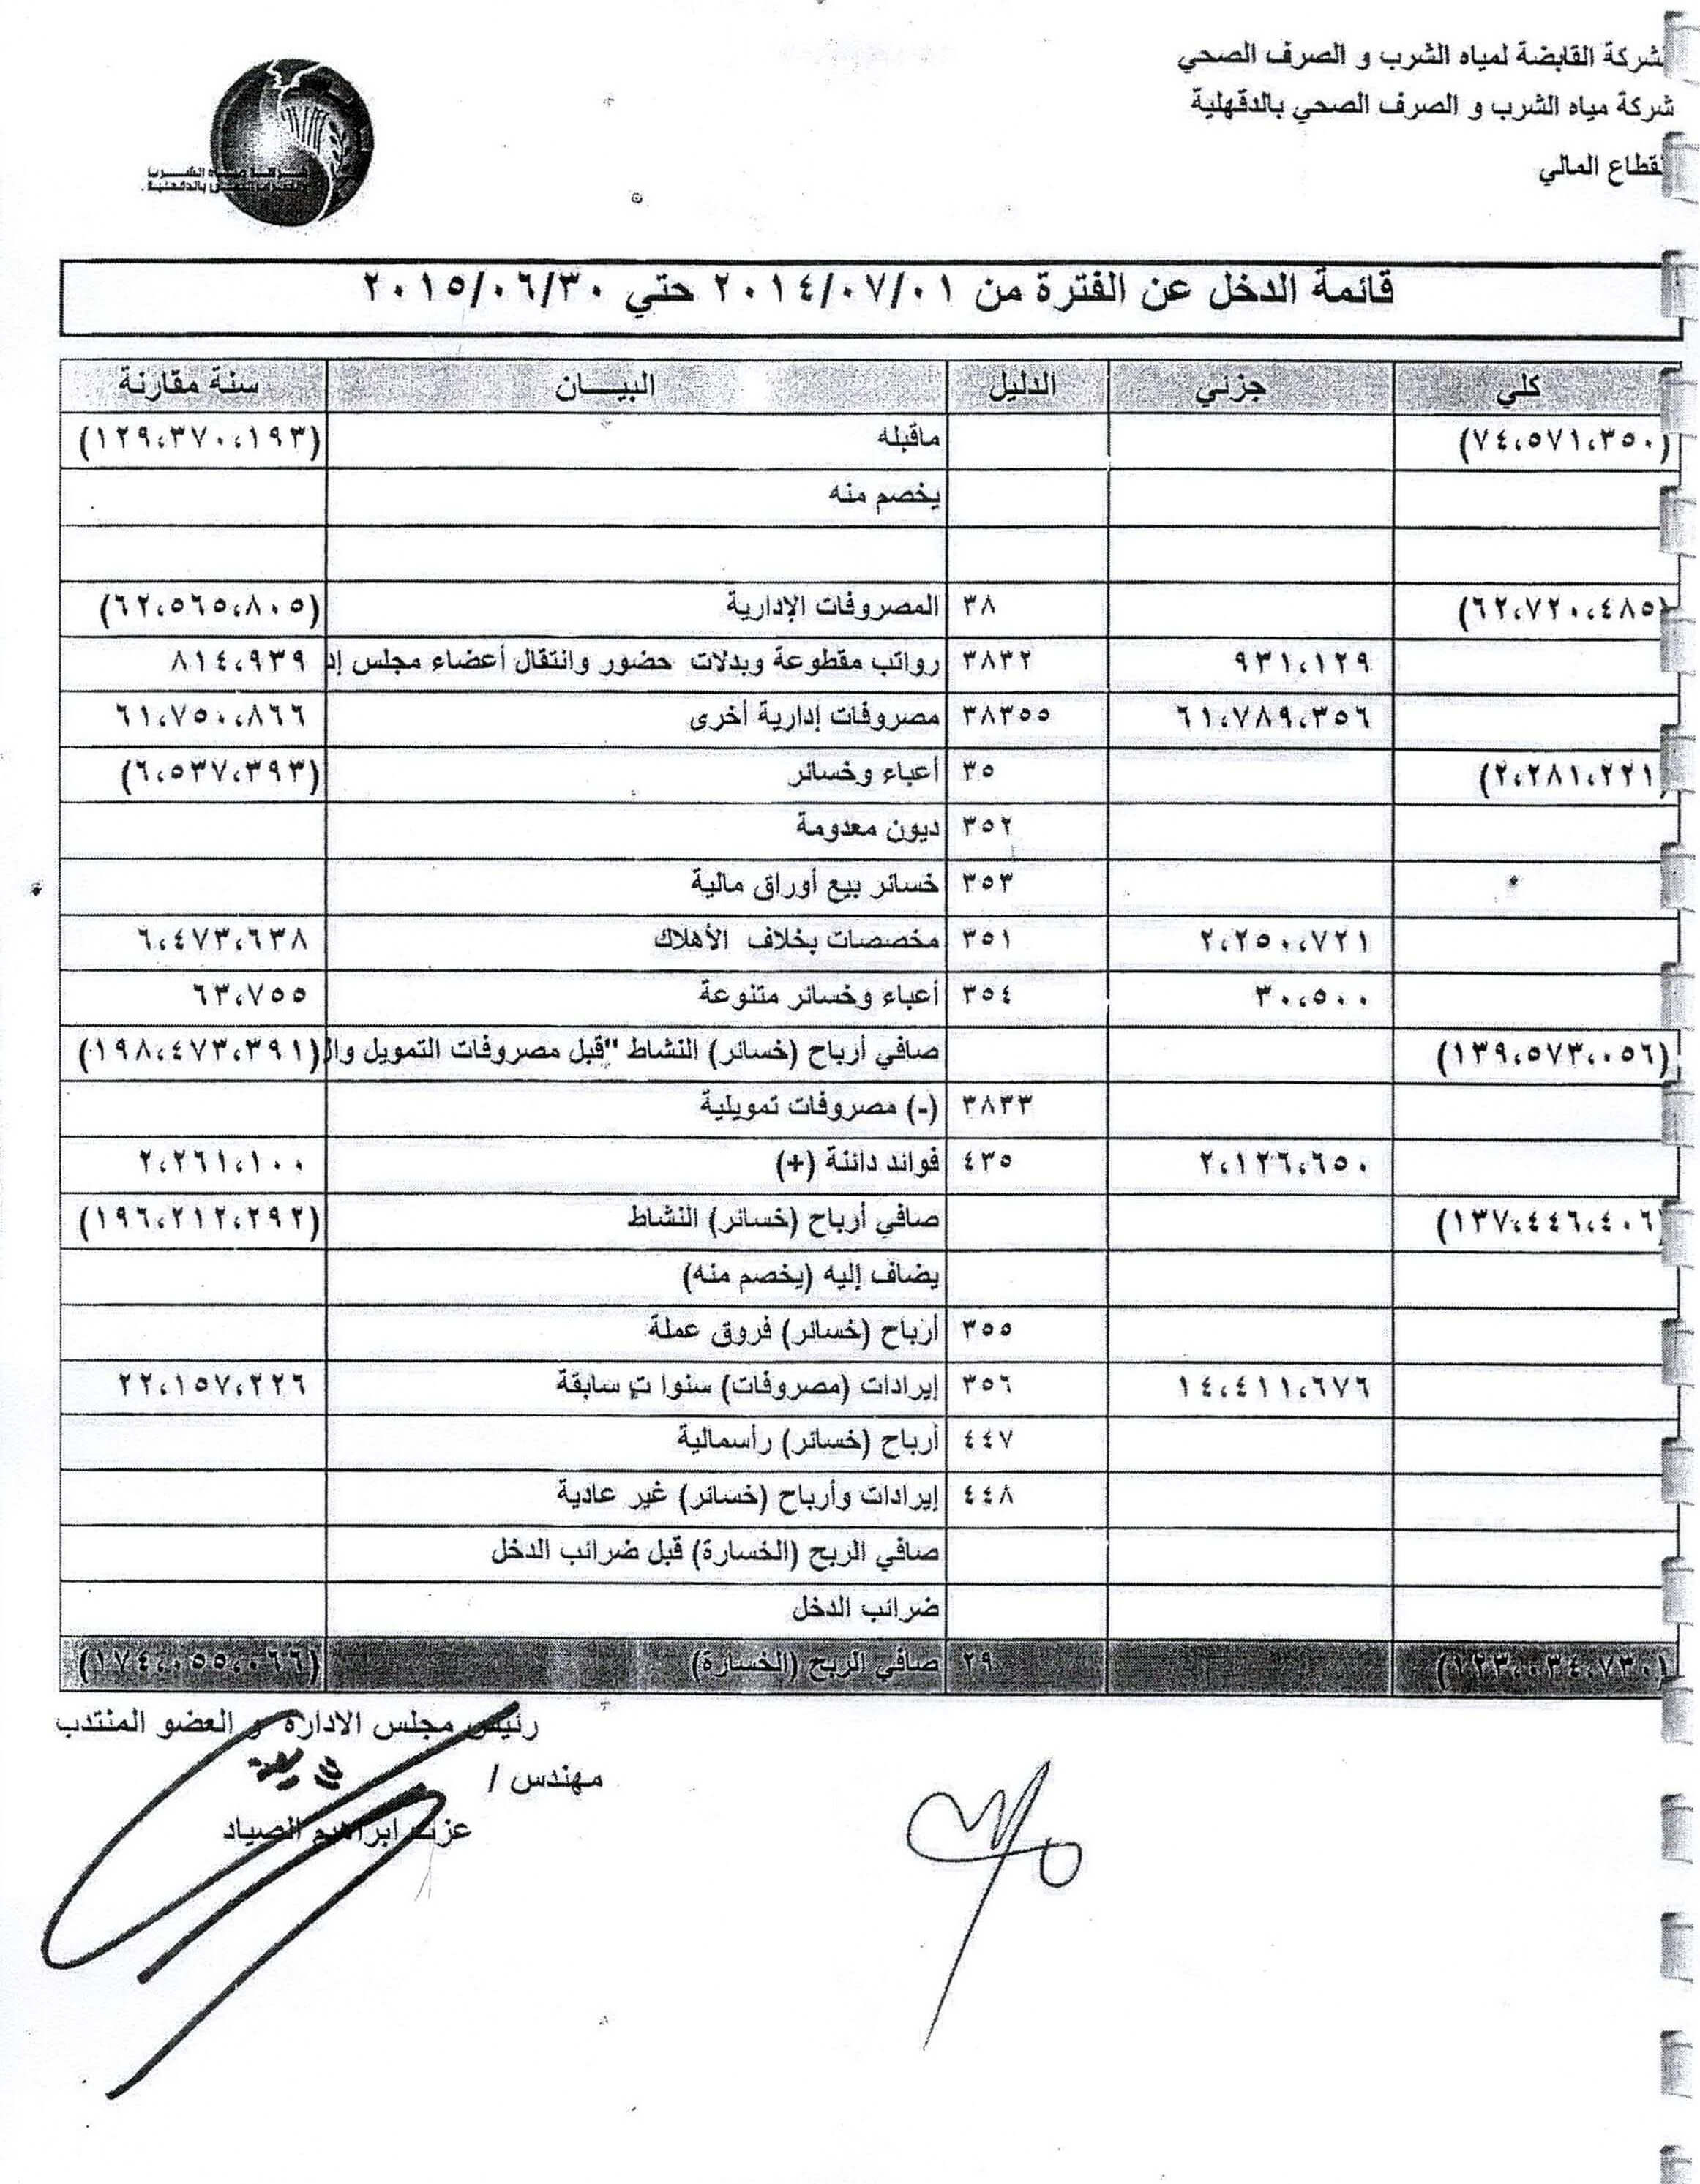 لشركة القابضة لمياه الشرب و الصرف الصحي
شركة مياه الشرب و الصرف الصحي بالدقهلية
لقطاع المالي
شركة مياه الشرب
والصرف الصحي بالدقهلية
قائمة الدخل عن الفترة من ٢٠١٤/٠٧/٠١ حتي ٢٠١٥/٠٦/٣٠
كلي جزئي الدليل البيـــان سنة مقارنة
(٧٤،٥٧١،٣٥٠) ماقبله (١٢٩،٣٧٠،١٩٣)
يخصم منه
(٦٢،٧٢٠،٤٨٥) ٣٨ المصروفات الإدارية (٦٢،٥٦٥،٨٠٥)
٩٣١،١٢٩ ٣٨٣٢ رواتب مقطوعة وبدلات حضور وانتقال أعضاء مجلس إد ٨١٤،٩٣٩
٦١،٧٨٩،٣٥٦ ٣٨٣٥٥ مصروفات إدارية أخرى ٦١،٧٥٠،٨٦٦
(٢،٢٨١،٢٢١) ٣٥ أعباء وخسائر (٦،٥٣٧،٣٩٣)
٣٥٢ ديون معدومة
٣٥٣ خسائر بيع أوراق مالية
٢،٢٥٠،٧٢١ ٣٥١ مخصصات بخلاف الأهلاك ٦،٤٧٣،٦٣٨
٣٠،٥٠٠ ٣٥٤ أعباء وخسائر متنوعة ٦٣،٧٥٥
(١٣٩،٥٧٣،٠٥٦) صافي أرباح (خسائر) النشاط "قبل مصروفات التمويل وال (١٩٨،٤٧٣،٣٩١)
٣٨٣٣ (-) مصروفات تمويلية
٢،١٢٦،٦٥٠ ٤٣٥ فوائد دائنة (+) ٢،٢٦١،١٠٠
(١٣٧،٤٤٦،٤٠٦) صافي أرباح (خسائر) النشاط (١٩٦،٢١٢،٢٩٢)
يضاف إليه (يخصم منه)
٣٥٥ أرباح (خسائر) فروق عملة
١٤،٤١١،٦٧٦ ٣٥٦ إيرادات (مصروفات) سنوات سابقة ٢٢،١٥٧،٢٢٦
٤٤٧ أرباح (خسائر) رأسمالية
٤٤٨ إيرادات وأرباح (خسائر) غير عادية
صافي الربح (الخسارة) قبل ضرائب الدخل
ضرائب الدخل
(١٢٣،٠٣٤،٧٣٠) ٢٩ صافي الربح (الخسارة) (١٧٤،٠٥٥،٠٦٦)
رئيس مجلس الاداره و العضو المنتدب
مهندس /
عزت ابراهيم الصياد